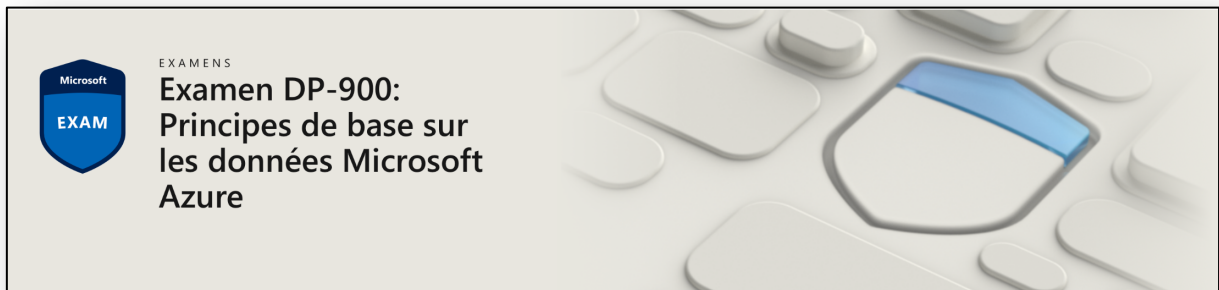 Microsoft
EXAM
EXAMENS
Examen DP-900:
Principes de base sur
les données Microsoft
Azure